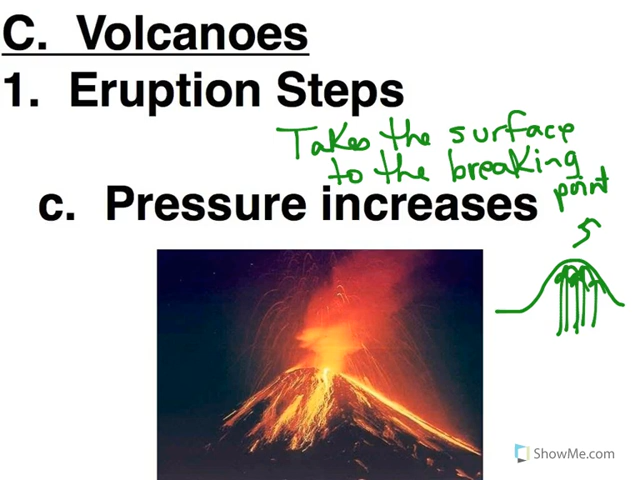 C. Volcanoes
1. Eruption Steps
Takes the surface
to the breaking
point
c. Pressure increases
ShowMe.com